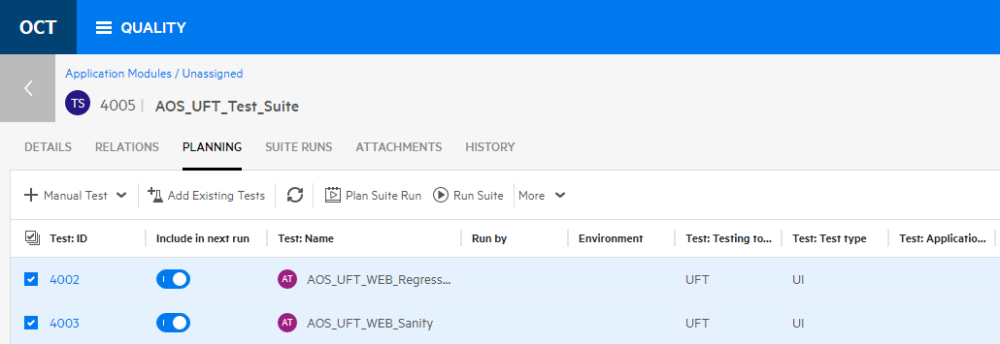 OCT QUALITY
Application Modules / Unassigned
TS 4005 | AOS_UFT_Test_Suite
DETAILS RELATIONS PLANNING SUITE RUNS ATTACHMENTS HISTORY
Manual Test Add Existing Tests Plan Suite Run Run Suite More
Test: ID Include in next run Test: Name Run by Environment Test: Testing to... Test: Test type Test: Applicatio...
4002 AT AOS_UFT_WEB_Regress... UFT UI
4003 AT AOS_UFT_WEB_Sanity UFT UI